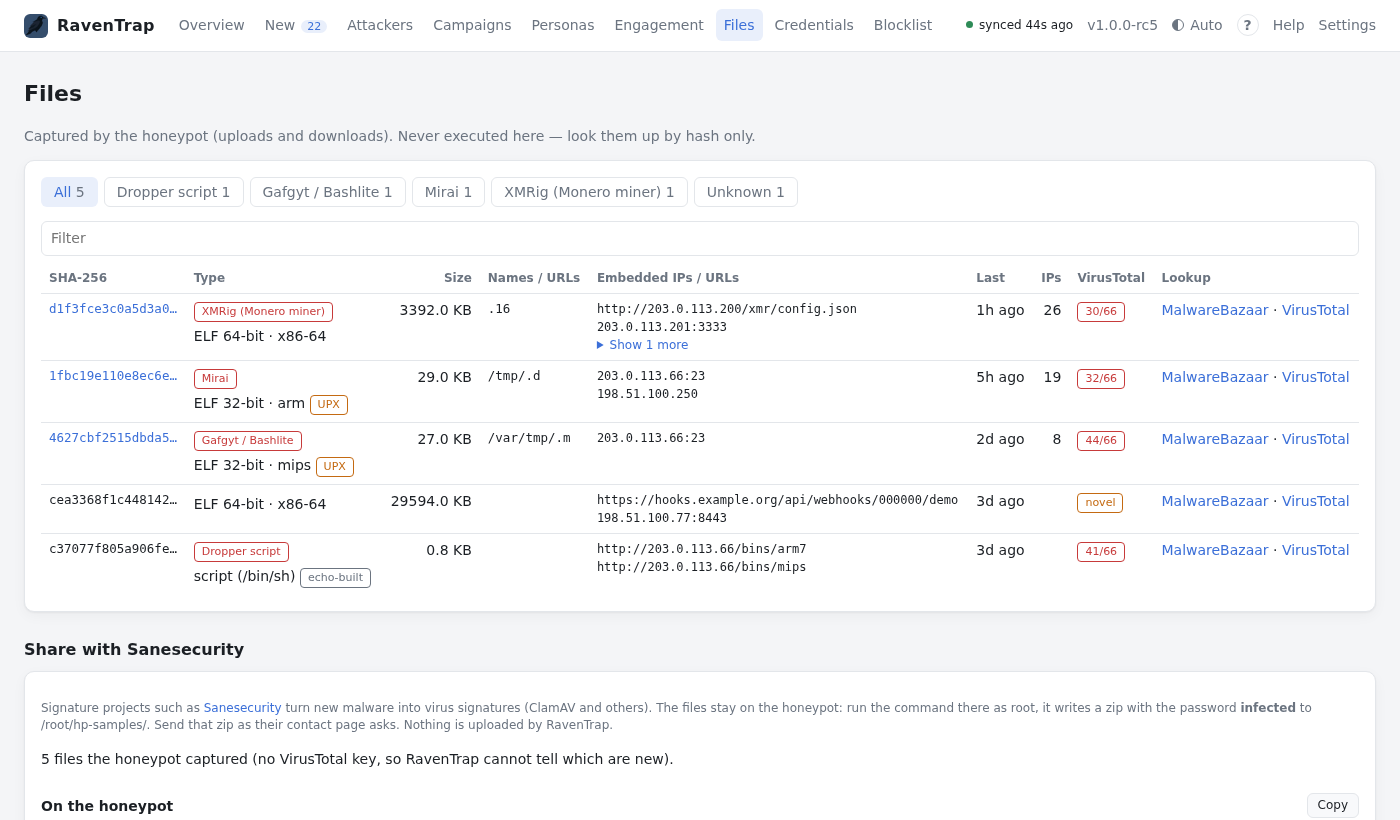 RavenTrap Overview New 22 Attackers Campaigns Personas Engagement Files Credentials Blocklist synced 44s ago v1.0.0-rc5 Auto ? Help Settings
Files
Captured by the honeypot (uploads and downloads). Never executed here — look them up by hash only.
All 5 Dropper script 1 Gafgyt / Bashlite 1 Mirai 1 XMRig (Monero miner) 1 Unknown 1
Filter
SHA-256 Type Size Names / URLs Embedded IPs / URLs Last IPs VirusTotal Lookup
d1f3fce3c0a5d3a0… XMRig (Monero miner) 3392.0 KB .16 http://203.0.113.200/xmr/config.json 1h ago 26 30/66 MalwareBazaar · VirusTotal
203.0.113.201:3333
ELF 64-bit · x86-64
Show 1 more
1fbc19e110e8ec6e… Mirai 29.0 KB /tmp/.d 203.0.113.66:23 5h ago 19 32/66 MalwareBazaar · VirusTotal
198.51.100.250
ELF 32-bit · arm UPX
4627cbf2515dbda5… Gafgyt / Bashlite 27.0 KB /var/tmp/.m 203.0.113.66:23 2d ago 8 44/66 MalwareBazaar · VirusTotal
ELF 32-bit · mips UPX
cea3368f1c448142… ELF 64-bit · x86-64 29594.0 KB https://hooks.example.org/api/webhooks/000000/demo 3d ago novel MalwareBazaar · VirusTotal
198.51.100.77:8443
c37077f805a906fe… Dropper script 0.8 KB http://203.0.113.66/bins/arm7 3d ago 41/66 MalwareBazaar · VirusTotal
http://203.0.113.66/bins/mips
script (/bin/sh) echo-built
Share with Sanesecurity
Signature projects such as Sanesecurity turn new malware into virus signatures (ClamAV and others). The files stay on the honeypot: run the command there as root, it writes a zip with the password infected to
/root/hp-samples/. Send that zip as their contact page asks. Nothing is uploaded by RavenTrap.
5 files the honeypot captured (no VirusTotal key, so RavenTrap cannot tell which are new).
On the honeypot Copy